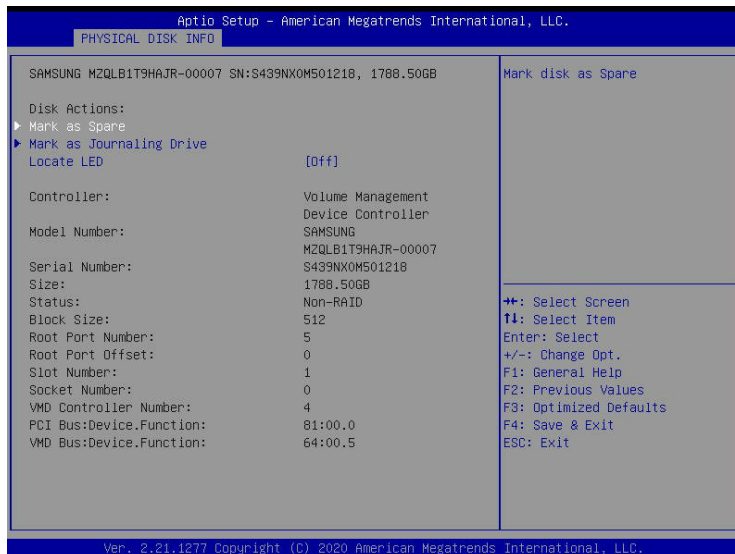 Aptio Setup – American Megatrends International, LLC.
PHYSICAL DISK INFO
SAMSUNG MZQLB1T9HAJR-00007 SN:S439NX0M501218, 1788.50GB
Disk Actions:
Mark as Spare
Mark as Journaling Drive
Locate LED [Off]
Controller: Volume Management
Device Controller
Model Number: SAMSUNG
MZQLB1T9HAJR-00007
Serial Number: S439NX0M501218
Size: 1788.50GB
Status: Non-RAID
Block Size: 512
Root Port Number: 5
Root Port Offset: 0
Slot Number: 1
Socket Number: 0
VMD Controller Number: 4
PCI Bus:Device.Function: 81:00.0
VMD Bus:Device.Function: 64:00.5
Mark disk as Spare
→←: Select Screen
↑↓: Select Item
Enter: Select
+/-: Change Opt.
F1: General Help
F2: Previous Values
F3: Optimized Defaults
F4: Save & Exit
ESC: Exit
Ver. 2.21.1277 Copyright (C) 2020 American Megatrends International, LLC.